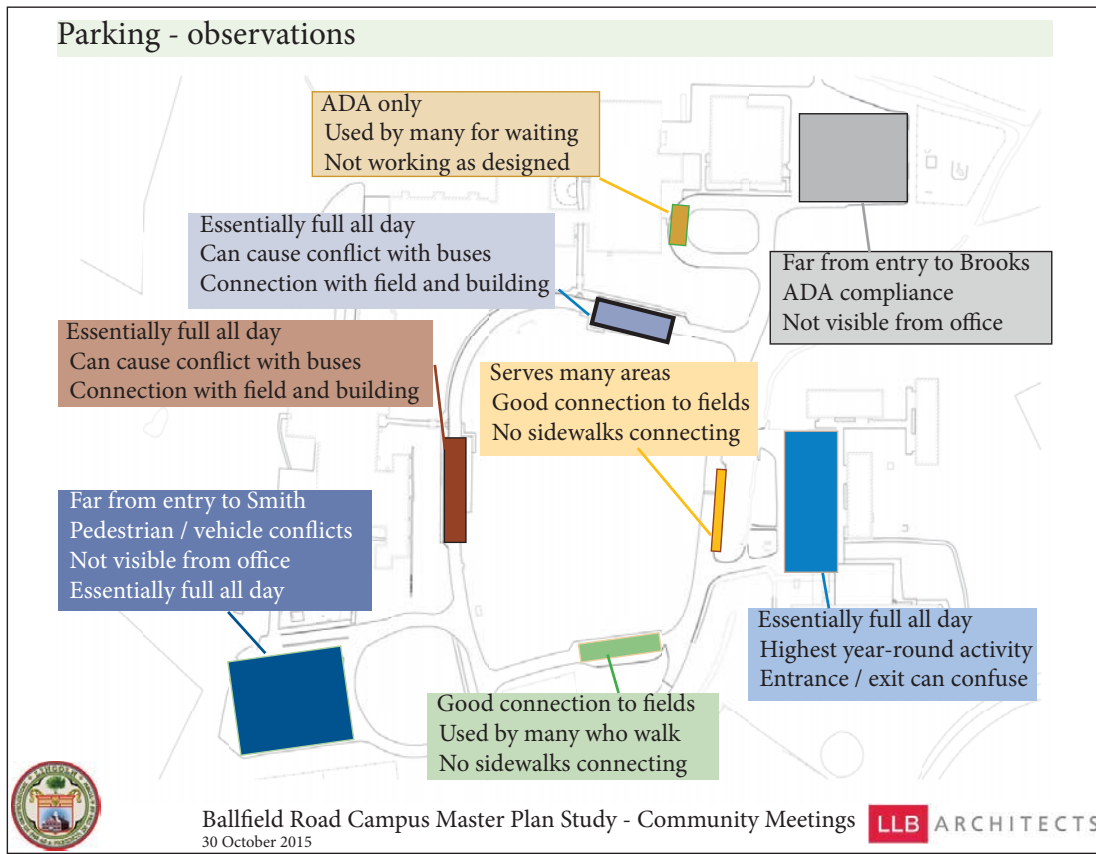 Parking - observations
ADA only
Used by many for waiting
Not working as designed
Essentially full all day
Can cause conflict with buses
Connection with field and building
Far from entry to Brooks
ADA compliance
Not visible from office
Essentially full all day
Can cause conflict with buses
Connection with field and building
Serves many areas
Good connection to fields
No sidewalks connecting
Far from entry to Smith
Pedestrian / vehicle conflicts
Not visible from office
Essentially full all day
Essentially full all day
Highest year-round activity
Entrance / exit can confuse
Good connection to fields
Used by many who walk
No sidewalks connecting
LINCOLN
Ballfield Road Campus Master Plan Study - Community Meetings
30 October 2015
LLB ARCHITECTS